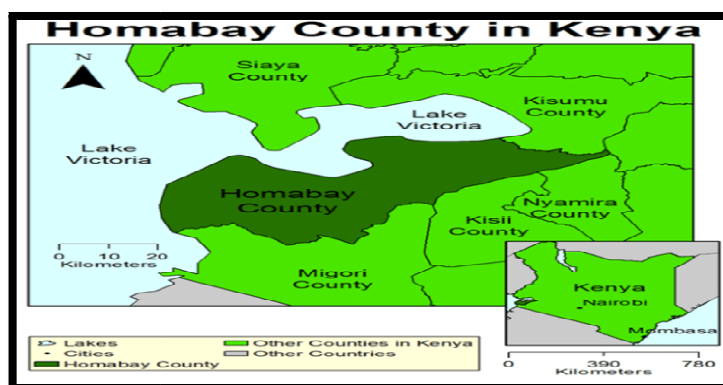 Homabay County in Kenya
N
Siaya
County
Kisumu
County
Lake
Victoria
Lake
Victoria
Homabay
County
Nyamira
County
Kisii
County
0 10 20
Kilometers
Migori
County
Kenya
Nairobi
Mombasa
Lakes
Cities
Homabay County
Other Counties in Kenya
Other Countries
0 390 780
Kilometers